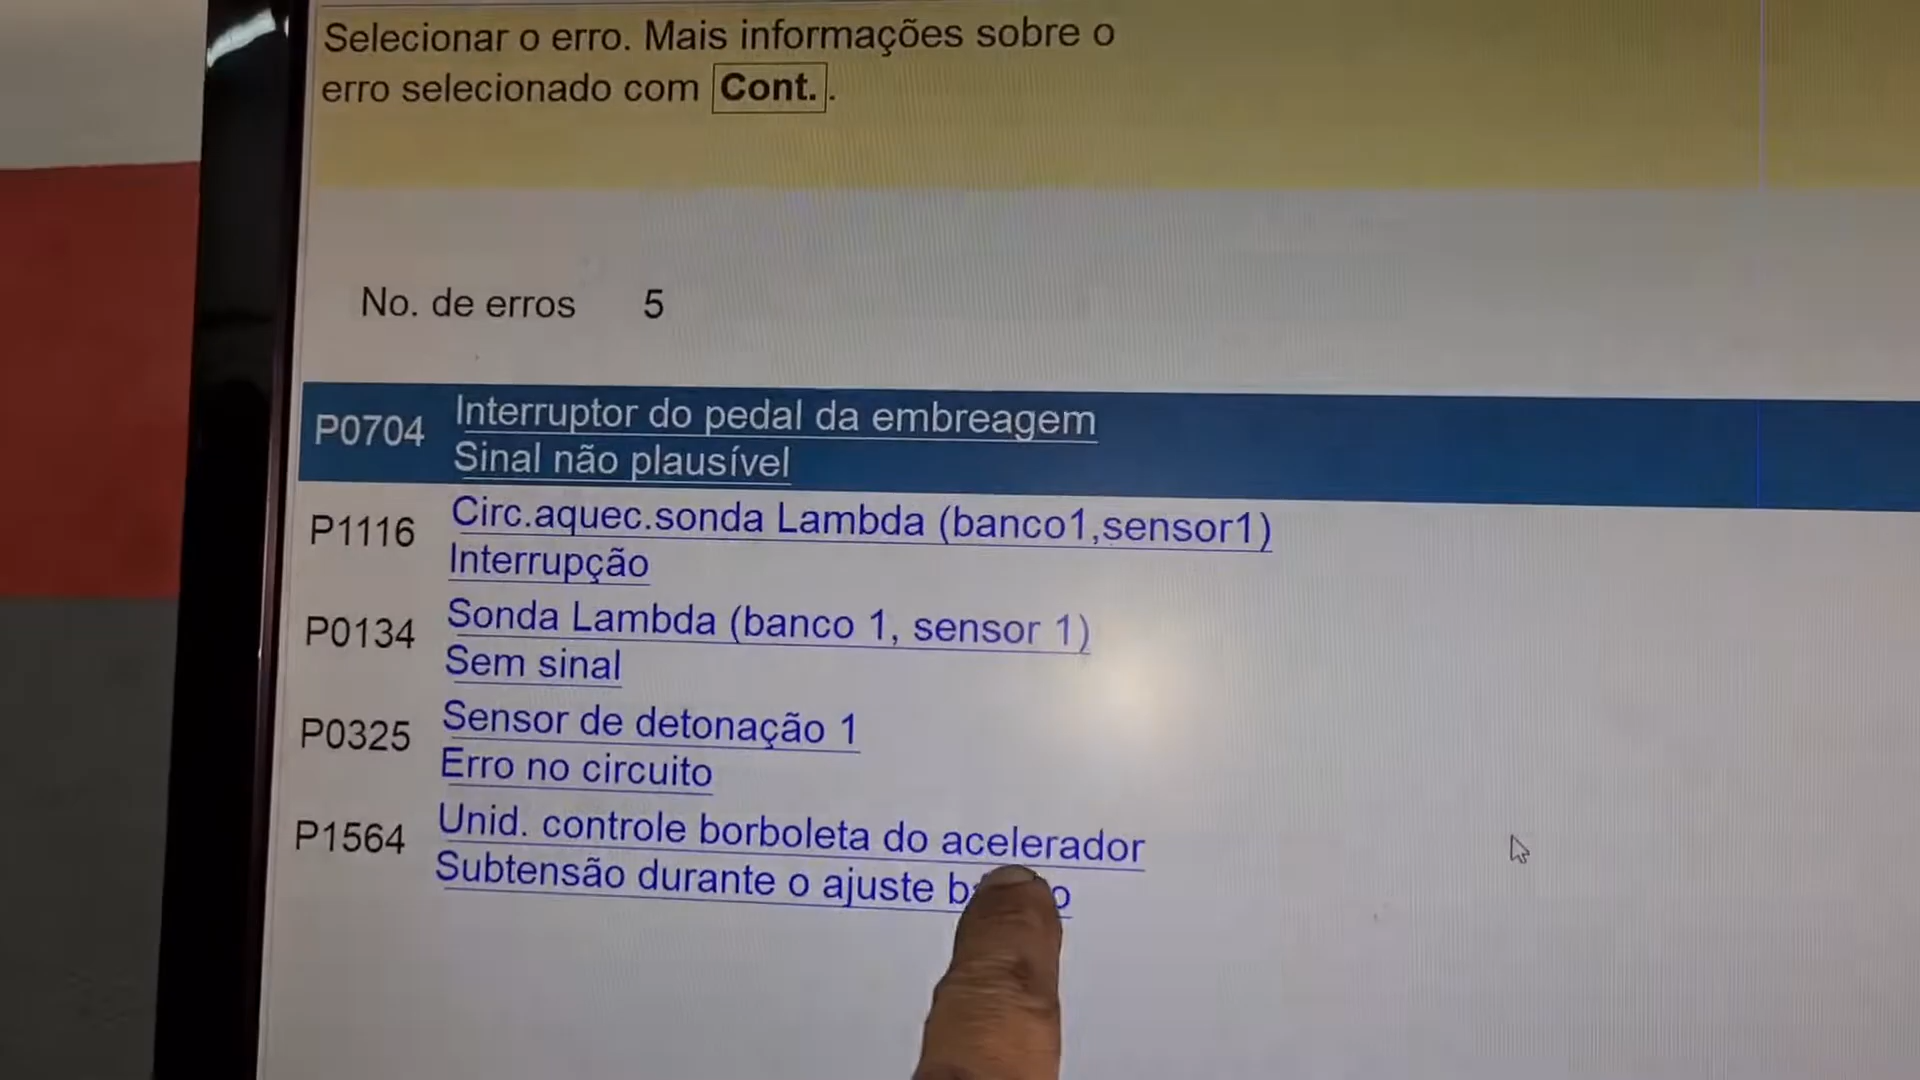 Selecionar o erro. Mais informações sobre o
erro selecionado com Cont. .
No. de erros 5
P0704 Interruptor do pedal da embreagem
Sinal não plausível
P1116 Circ.aquec.sonda Lambda (banco1,sensor1)
Interrupção
P0134 Sonda Lambda (banco 1, sensor 1)
Sem sinal
P0325 Sensor de detonação 1
Erro no circuito
P1564 Unid. controle borboleta do acelerador
Subtensão durante o ajuste